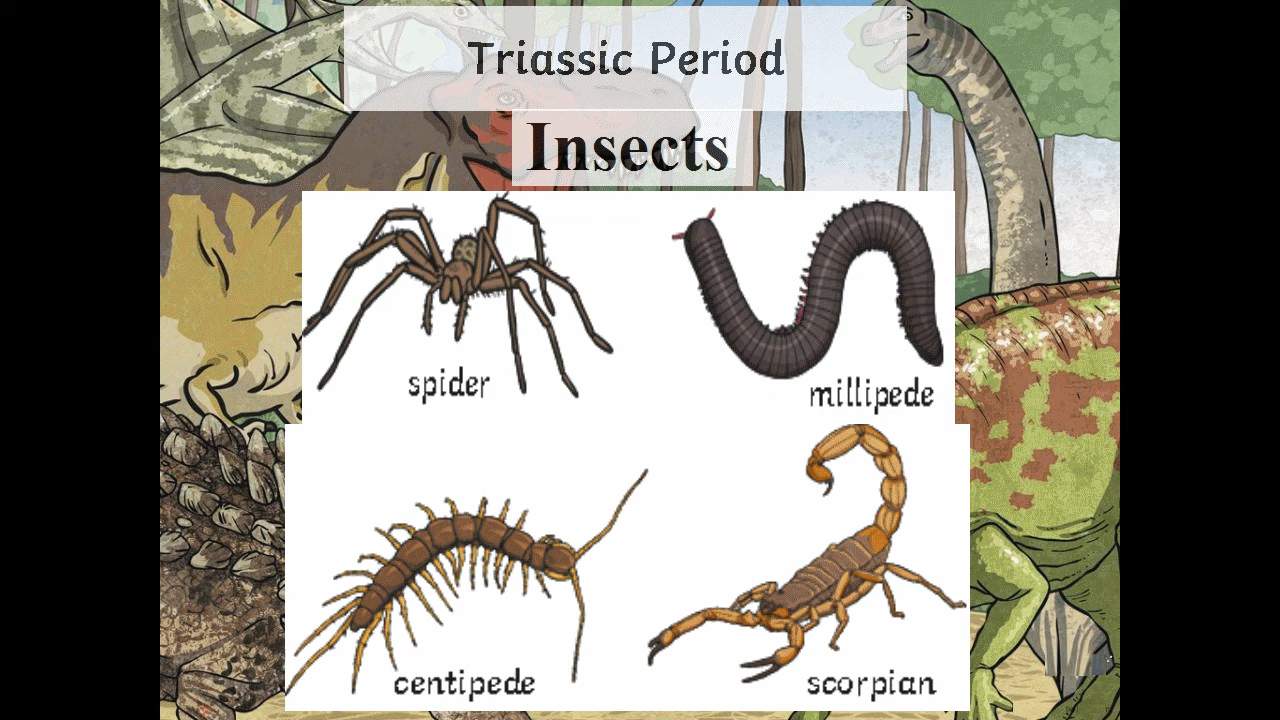 Triassic Period
Insects
spider
millipede
centipede
scorpian